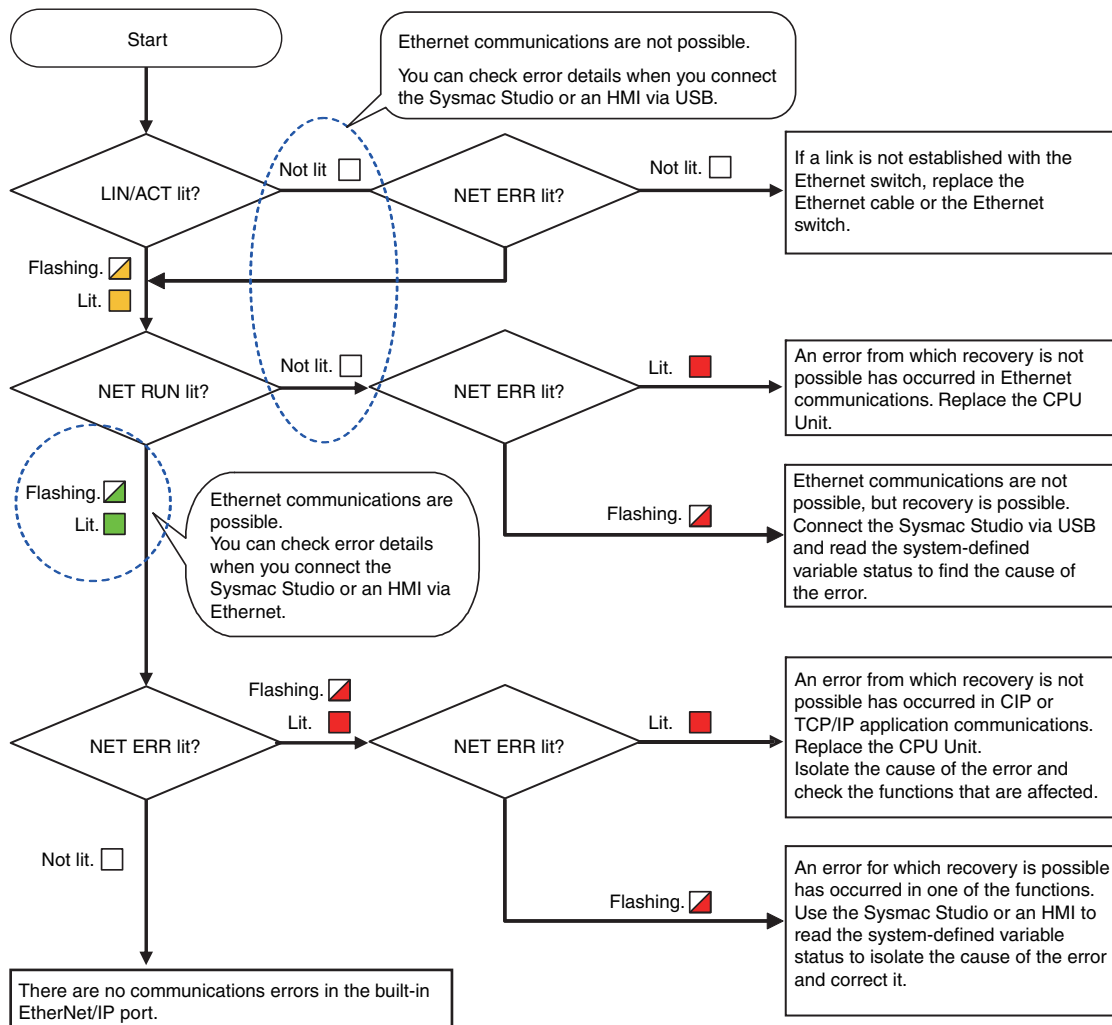 Start
Ethernet communications are not possible.
You can check error details when you connect
the Sysmac Studio or an HMI via USB.
LIN/ACT lit?
Not lit
NET ERR lit?
Not lit.
If a link is not established with the
Ethernet switch, replace the
Ethernet cable or the Ethernet
switch.
Flashing.
Lit.
NET RUN lit?
Not lit.
NET ERR lit?
Lit.
An error from which recovery is not
possible has occurred in Ethernet
communications. Replace the CPU
Unit.
Flashing.
Ethernet communications are not
possible, but recovery is possible.
Connect the Sysmac Studio via USB
and read the system-defined
variable status to find the cause of
the error.
Flashing.
Lit.
Ethernet communications are
possible.
You can check error details
when you connect the
Sysmac Studio or an HMI via
Ethernet.
NET ERR lit?
Flashing.
Lit.
NET ERR lit?
Lit.
An error from which recovery is not
possible has occurred in CIP or
TCP/IP application communications.
Replace the CPU Unit.
Isolate the cause of the error and
check the functions that are affected.
Not lit.
Flashing.
An error for which recovery is possible
has occurred in one of the functions.
Use the Sysmac Studio or an HMI to
read the system-defined variable
status to isolate the cause of the error
and correct it.
There are no communications errors in the built-in
EtherNet/IP port.